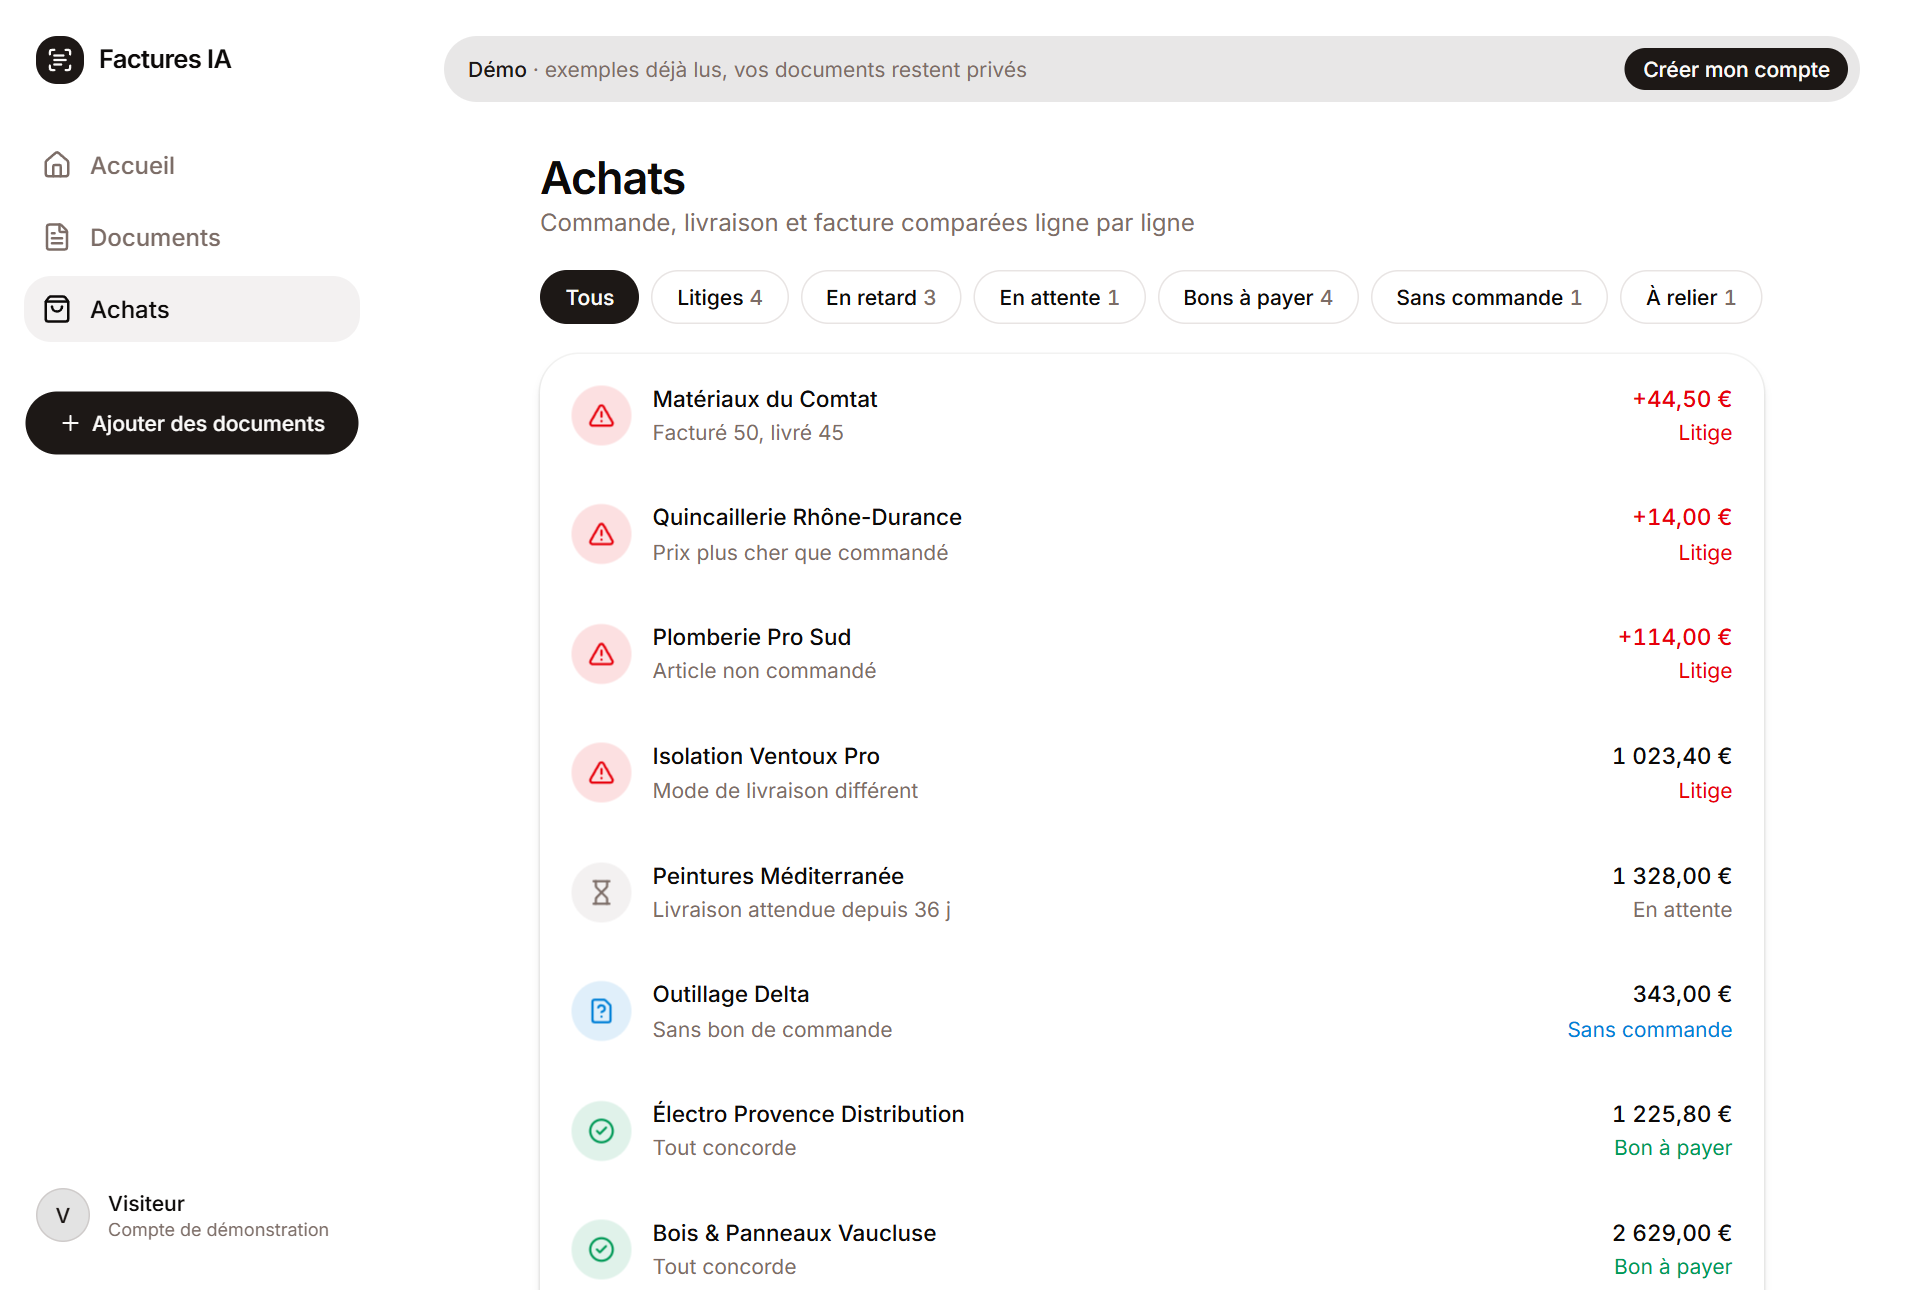 Factures IA
Démo · exemples déjà lus, vos documents restent privés
Créer mon compte
Accueil
Documents
Achats
Ajouter des documents
Achats
Commande, livraison et facture comparées ligne par ligne
Tous
Litiges 4
En retard 3
En attente 1
Bons à payer 4
Sans commande 1
À relier 1
Matériaux du Comtat
+44,50 €
Facturé 50, livré 45
Litige
Quincaillerie Rhône-Durance
+14,00 €
Prix plus cher que commandé
Litige
Plomberie Pro Sud
+114,00 €
Article non commandé
Litige
Isolation Ventoux Pro
1 023,40 €
Mode de livraison différent
Litige
Peintures Méditerranée
1 328,00 €
Livraison attendue depuis 36 j
En attente
Outillage Delta
343,00 €
Sans bon de commande
Sans commande
Électro Provence Distribution
1 225,80 €
Tout concorde
Bon à payer
Bois & Panneaux Vaucluse
2 629,00 €
Tout concorde
Bon à payer
V
Visiteur
Compte de démonstration